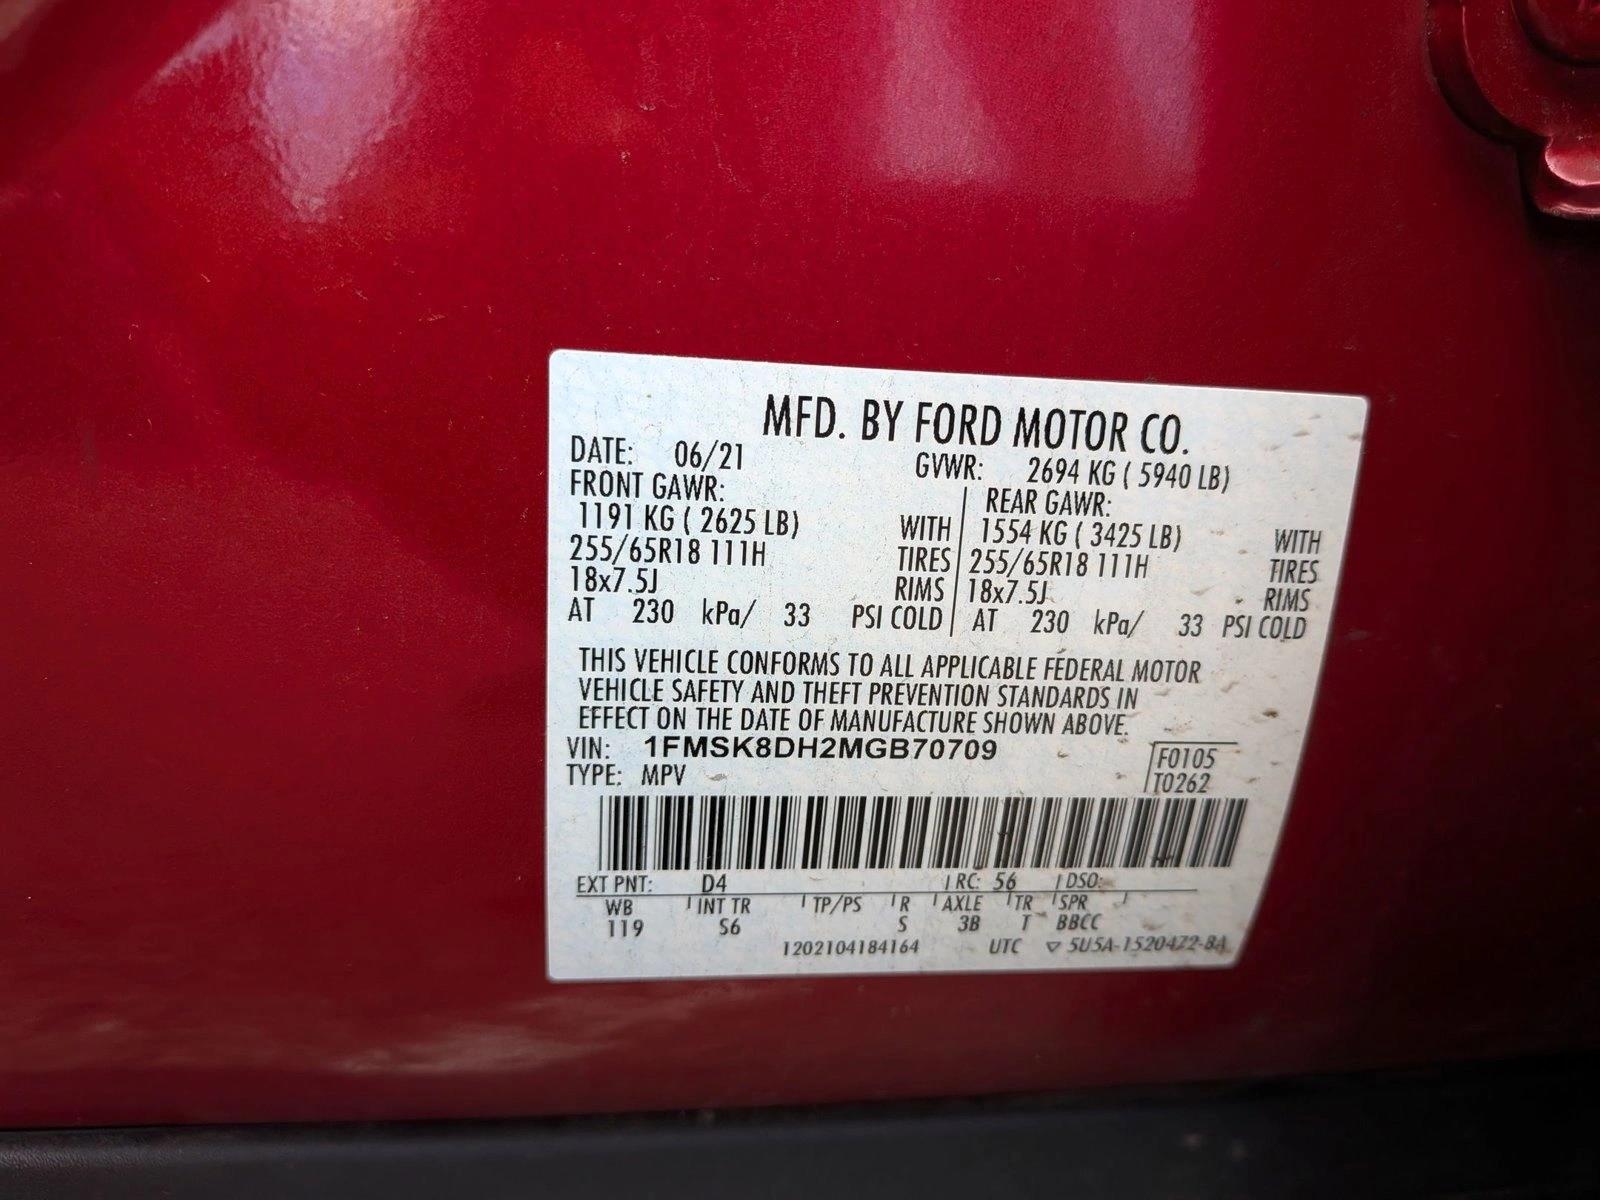 MFD. BY FORD MOTOR CO.
DATE: 06/21 GVWR: 2694 KG ( 5940 LB)
FRONT GAWR: REAR GAWR:
1191 KG ( 2625 LB) WITH 1554 KG ( 3425 LB) WITH
255/65R18 111H TIRES 255/65R18 111H TIRES
18x7.5J RIMS 18x7.5J RIMS
AT 230 kPa/ 33 PSI COLD AT 230 kPa/ 33 PSI COLD
THIS VEHICLE CONFORMS TO ALL APPLICABLE FEDERAL MOTOR
VEHICLE SAFETY AND THEFT PREVENTION STANDARDS IN
EFFECT ON THE DATE OF MANUFACTURE SHOWN ABOVE.
VIN: 1FMSK8DH2MGB70709 F0105
TYPE: MPV T0262
EXT PNT: D4 RC: 56 DSO:
WB INT TR TP/PS R AXLE TR SPR
119 S6 S 3B T BBCC
1202104184164 UTC ▽ 5U5A-1520472-BA